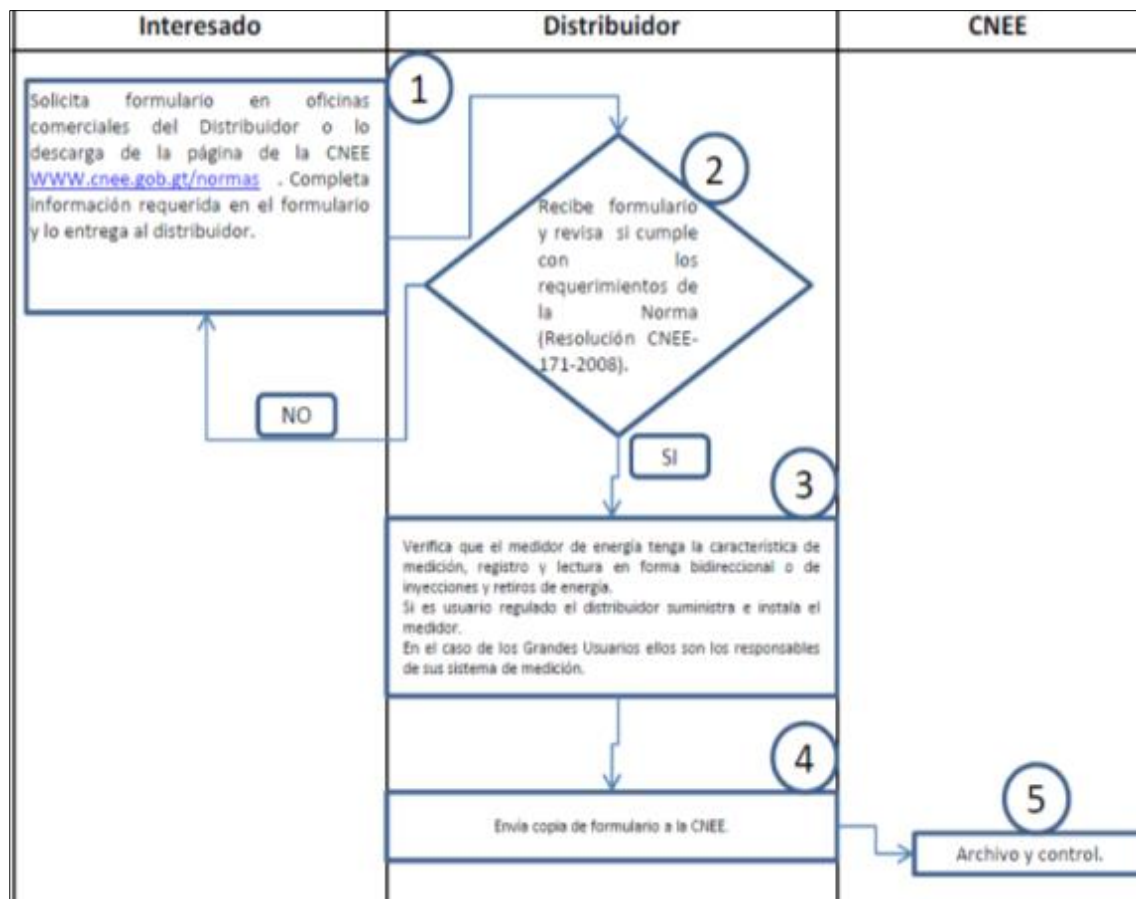 Interesado
Distribuidor
CNEE
1
Solicita formulario en oficinas
comerciales del Distribuidor o lo
descarga de la página de la CNEE
WWW.cnee.gob.gt/normas . Completa
información requerida en el formulario
y lo entrega al distribuidor.
2
Recibe formulario
y revisa si cumple
con los
requerimientos de
la Norma
(Resolución CNEE-
171-2008).
NO
SI
3
Verifica que el medidor de energía tenga la característica de
medición, registro y lectura en forma bidireccional o de
inyecciones y retiros de energía.
Si es usuario regulado el distribuidor suministra e instala el
medidor.
En el caso de los Grandes Usuarios ellos son los responsables
de sus sistema de medición.
4
Envía copia de formulario a la CNEE.
5
Archivo y control.